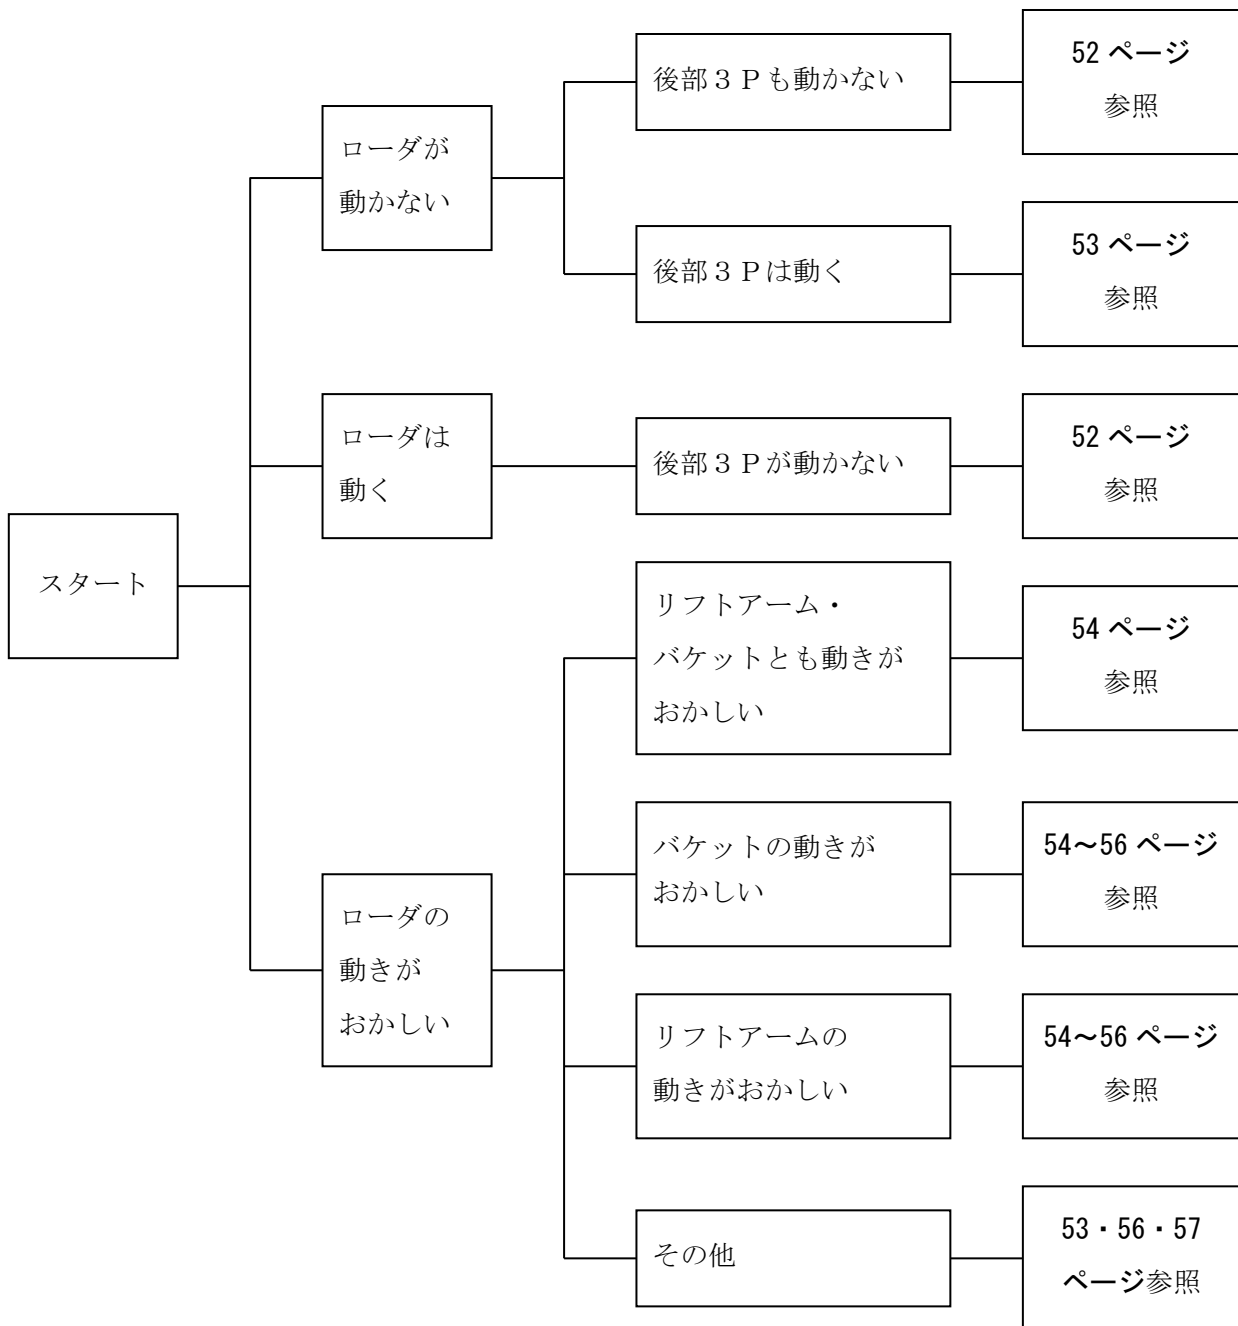 スタート
ローダが
動かない
後部３Ｐも動かない
52 ページ
参照
後部３Ｐは動く
53 ページ
参照
ローダは
動く
後部３Ｐが動かない
52 ページ
参照
ローダの
動きが
おかしい
リフトアーム・
バケットとも動きが
おかしい
54 ページ
参照
バケットの動きが
おかしい
54～56 ページ
参照
リフトアームの
動きがおかしい
54～56 ページ
参照
その他
53・56・57
ページ参照